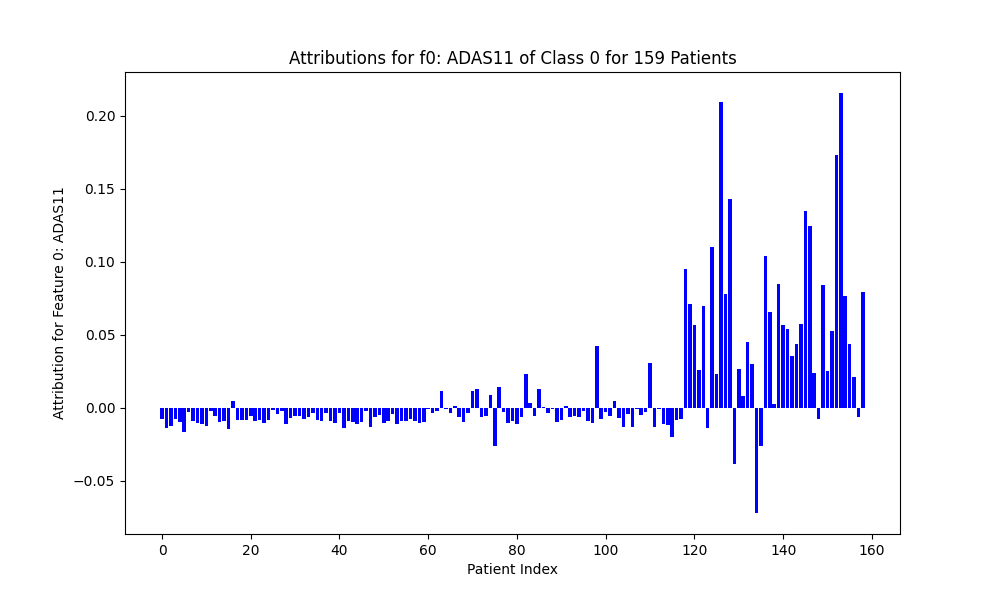 Attributions for f0: ADAS11 of Class 0 for 159 Patients
Attribution for Feature 0: ADAS11
0.20
0.15
0.10
0.05
0.00
−0.05
0 20 40 60 80 100 120 140 160
Patient Index